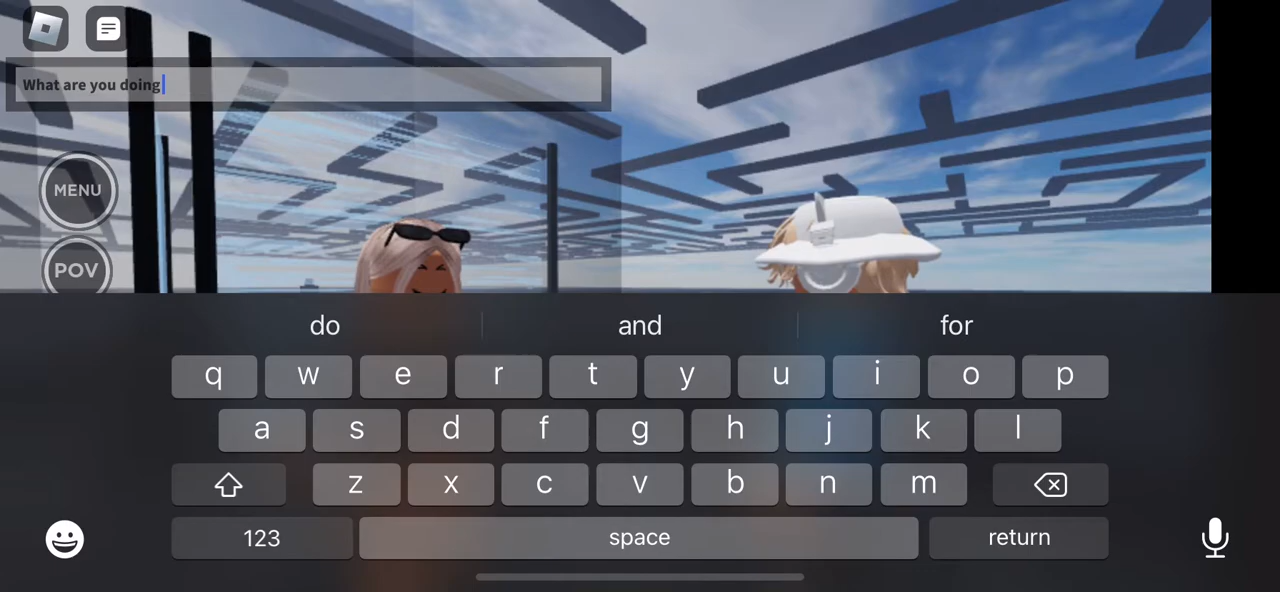 What are you doing
MENU
POV
do and for
q w e r t y u i o p
a s d f g h j k l
z x c v b n m
123 space return